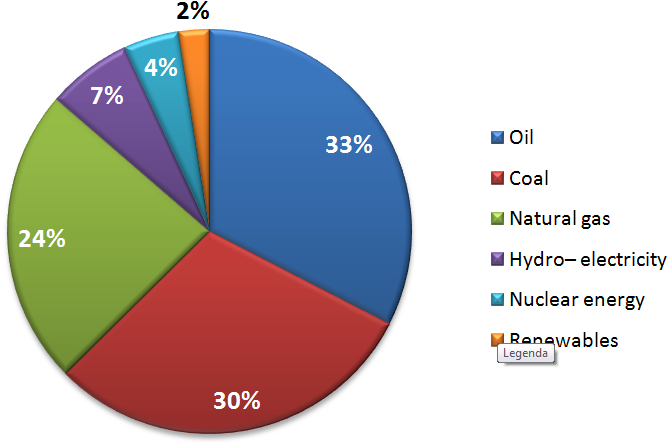 2%
4%
7%
33%
24%
30%
Oil
Coal
Natural gas
Hydro– electricity
Nuclear energy
Renewables
Legenda